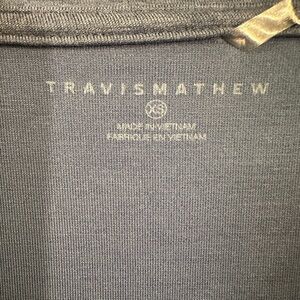 TRAVISMATHEW
XS
MADE IN VIETNAM
FABRIQUÉ EN VIETNAM